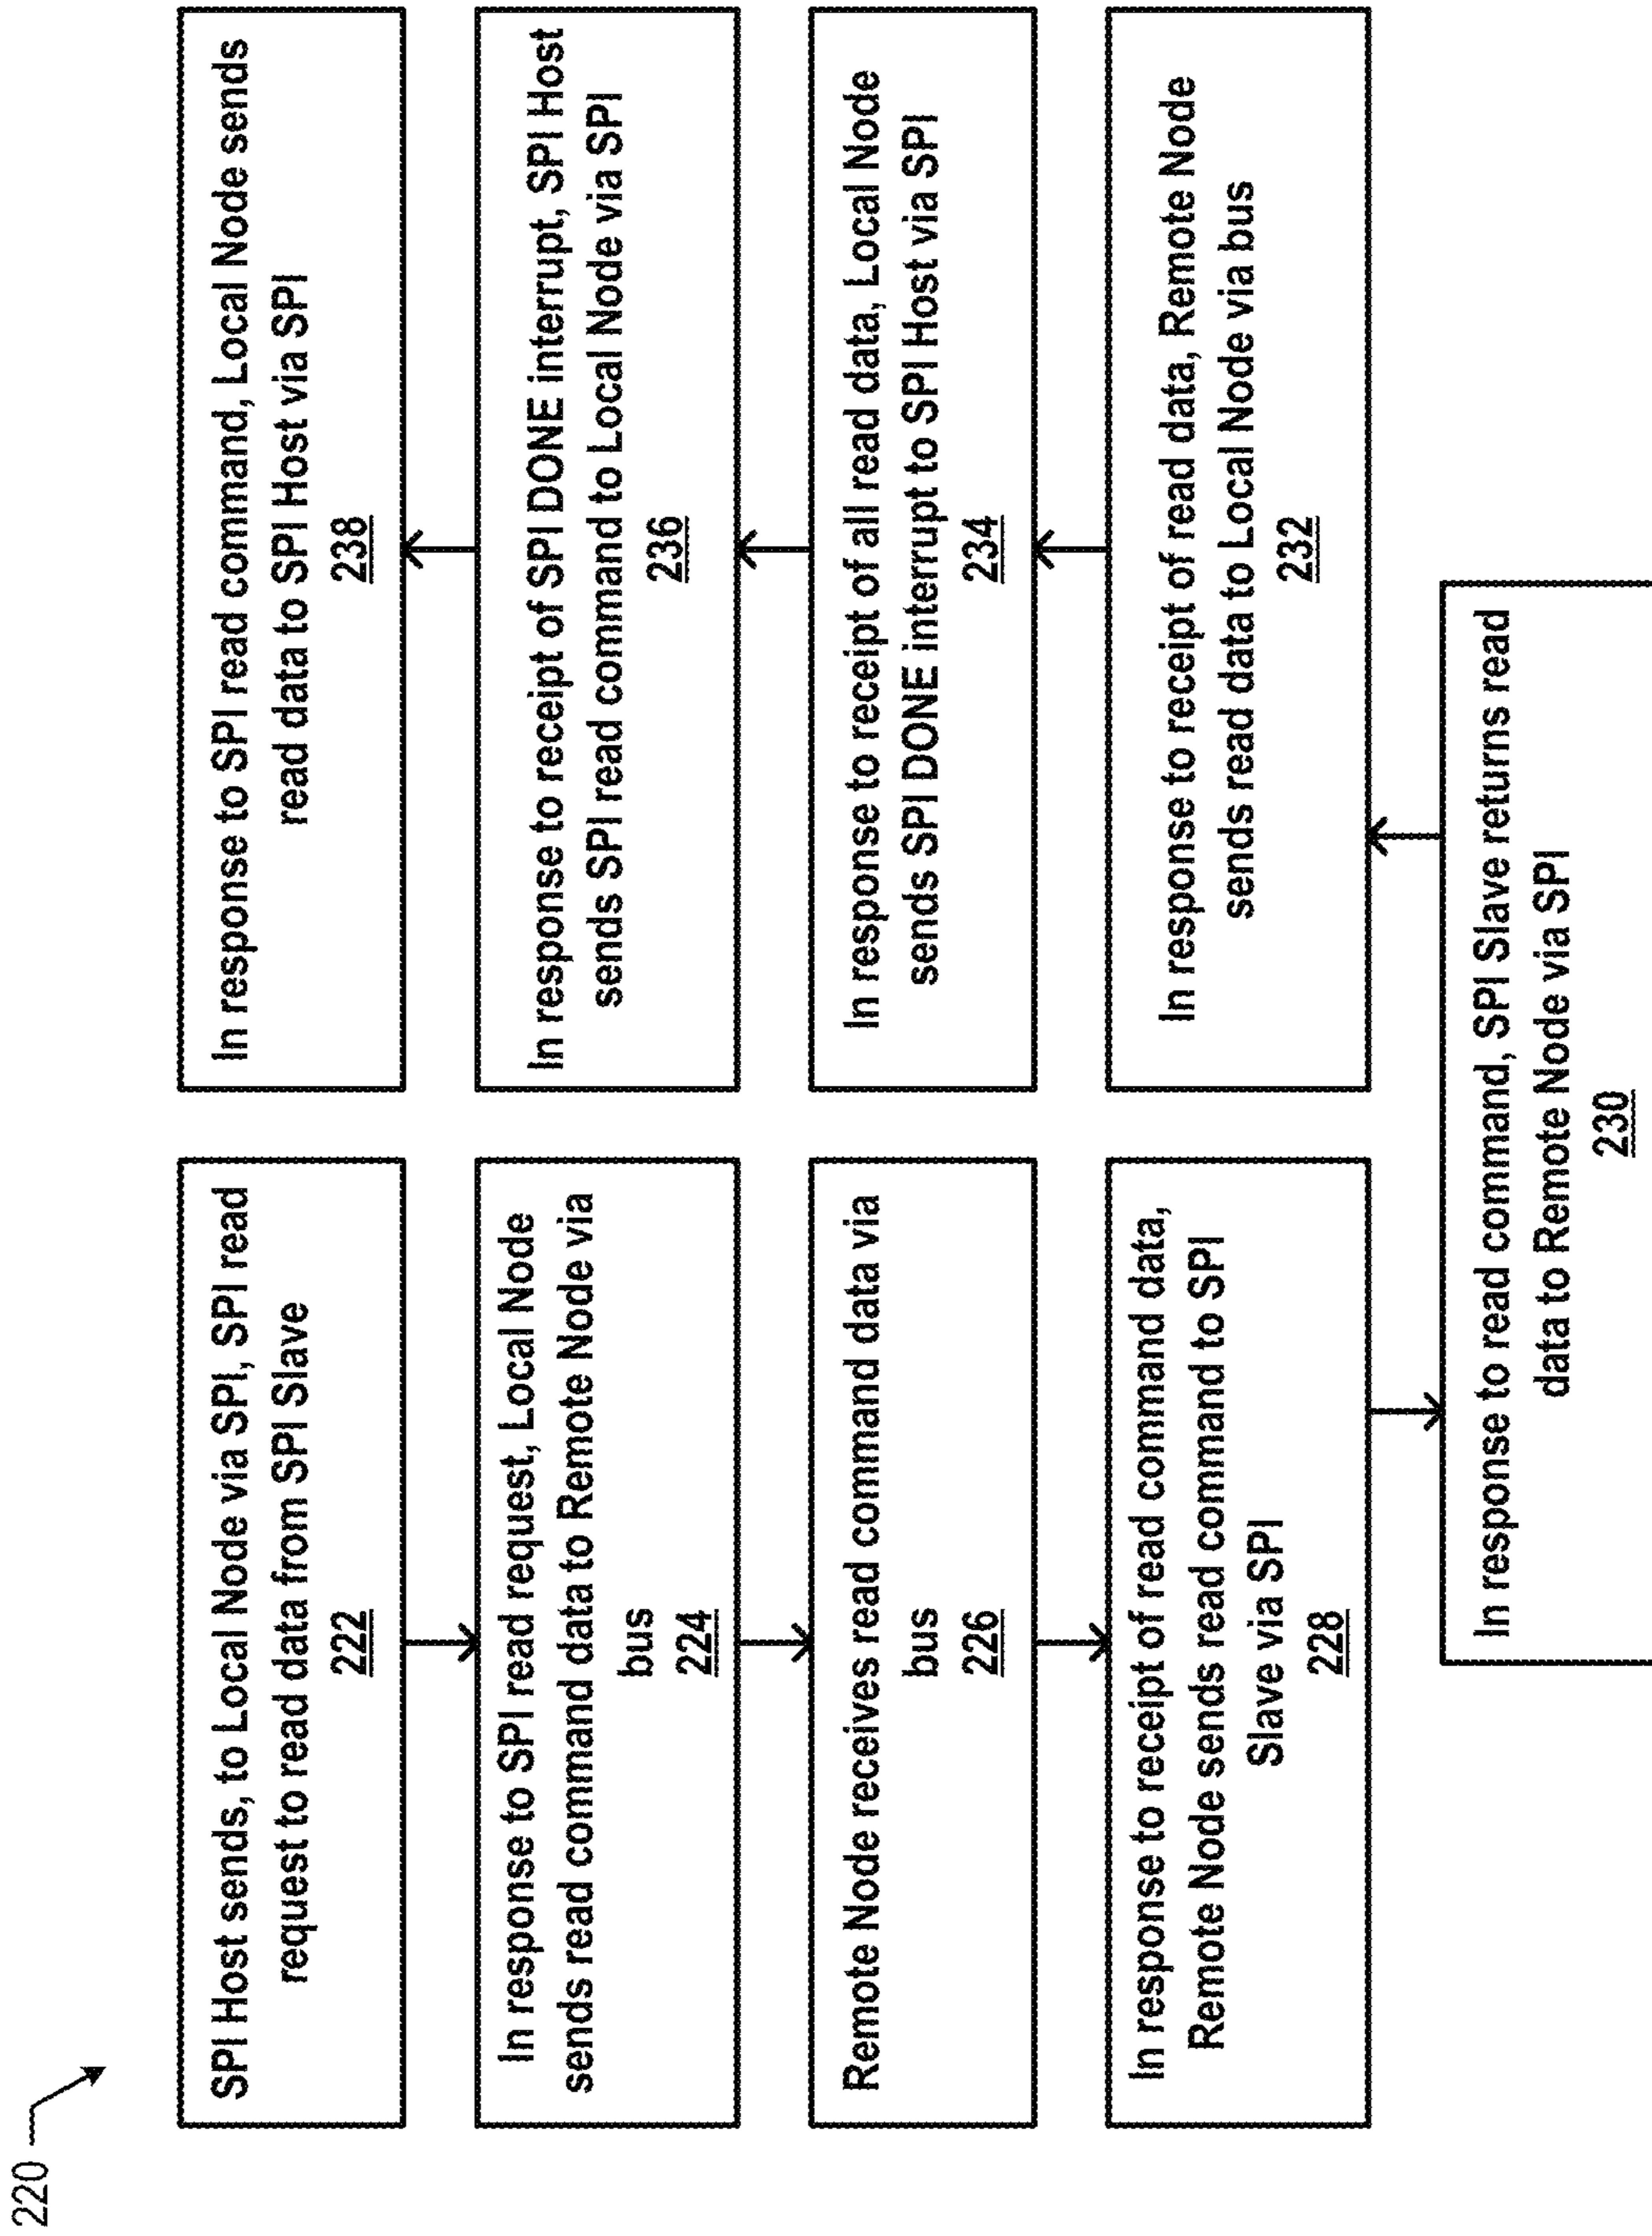 220
SPI Host sends, to Local Node via SPI, SPI read
request to read data from SPI Slave
222
In response to SPI read request, Local Node
sends read command data to Remote Node via
bus
224
Remote Node receives read command data via
bus
226
In response to receipt of read command data,
Remote Node sends read command to SPI
Slave via SPI
228
In response to read command, SPI Slave returns read
data to Remote Node via SPI
230
In response to receipt of read data, Remote Node
sends read data to Local Node via bus
232
In response to receipt of all read data, Local Node
sends SPI DONE interrupt to SPI Host via SPI
234
In response to receipt of SPI DONE interrupt, SPI Host
sends SPI read command to Local Node via SPI
236
In response to SPI read command, Local Node sends
read data to SPI Host via SPI
238